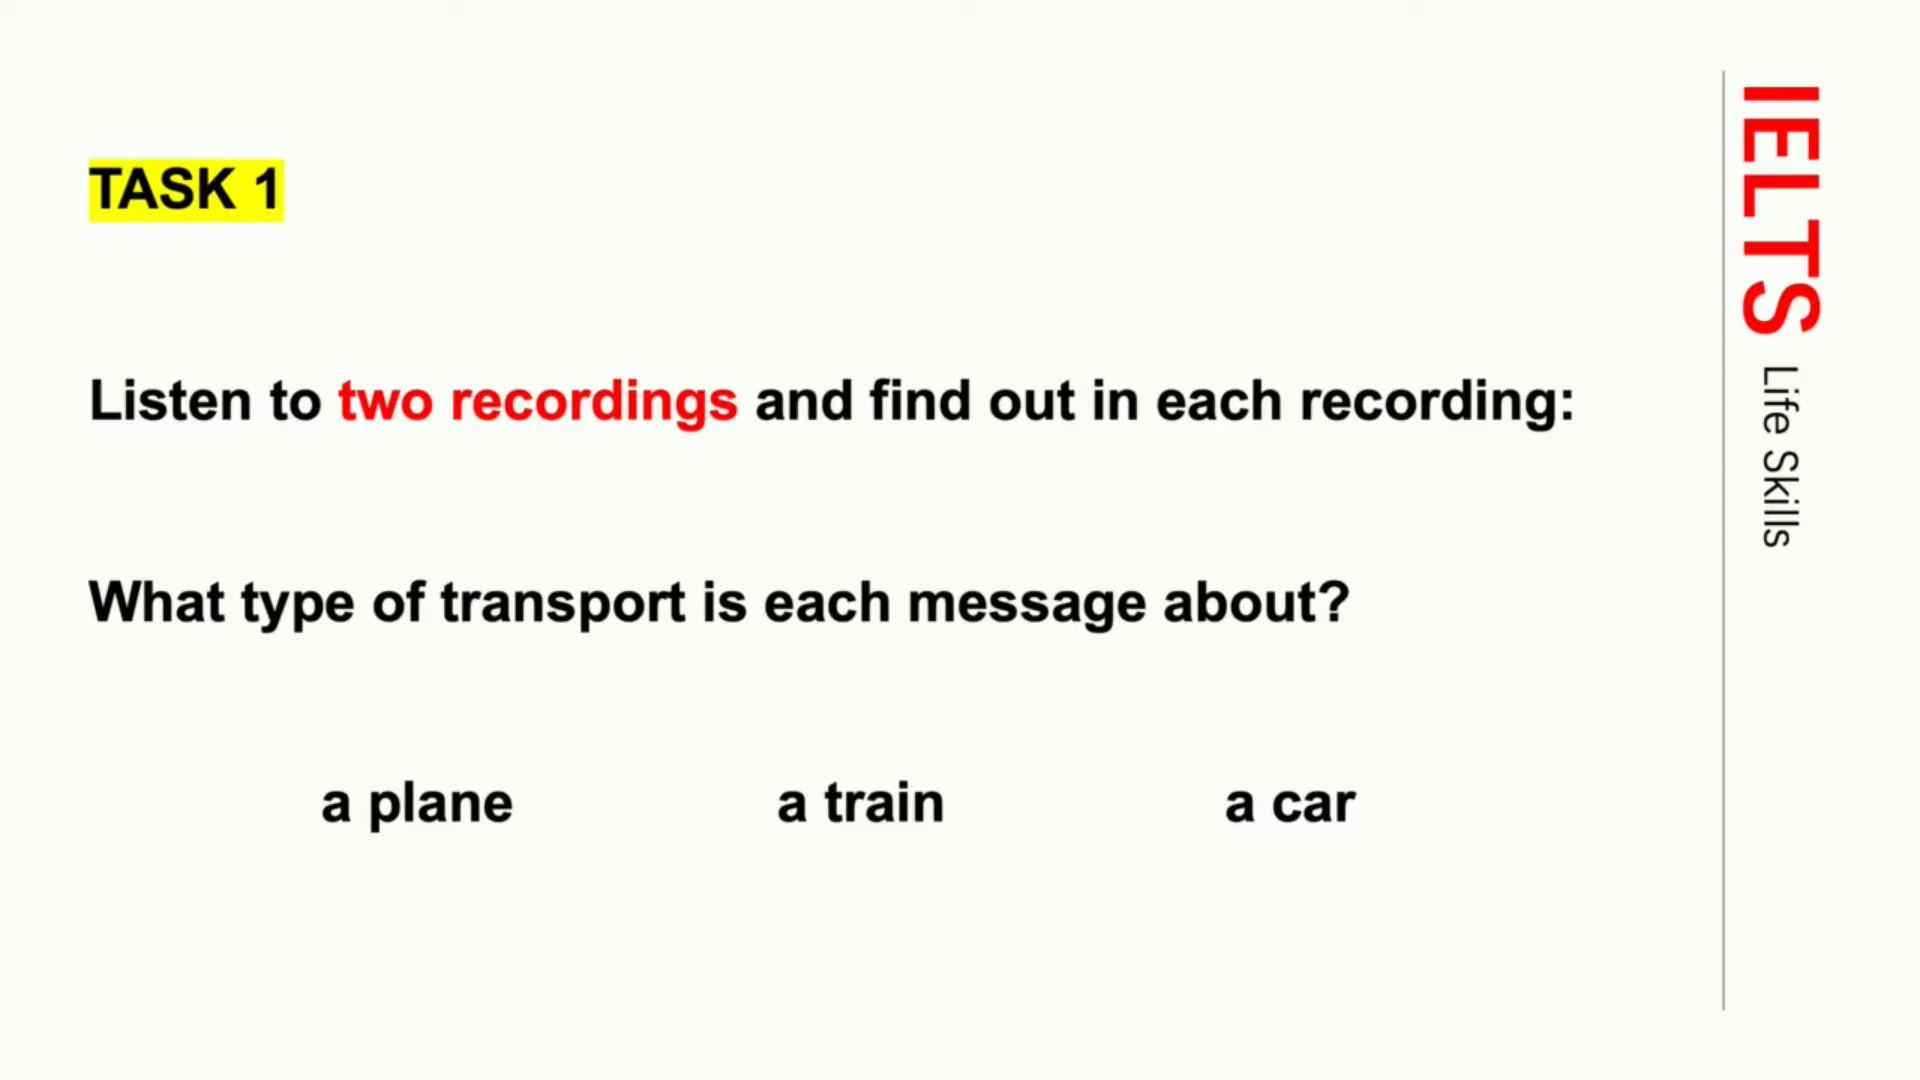 TASK 1
Listen to two recordings and find out in each recording:
What type of transport is each message about?
a plane a train a car
IELTS Life Skills